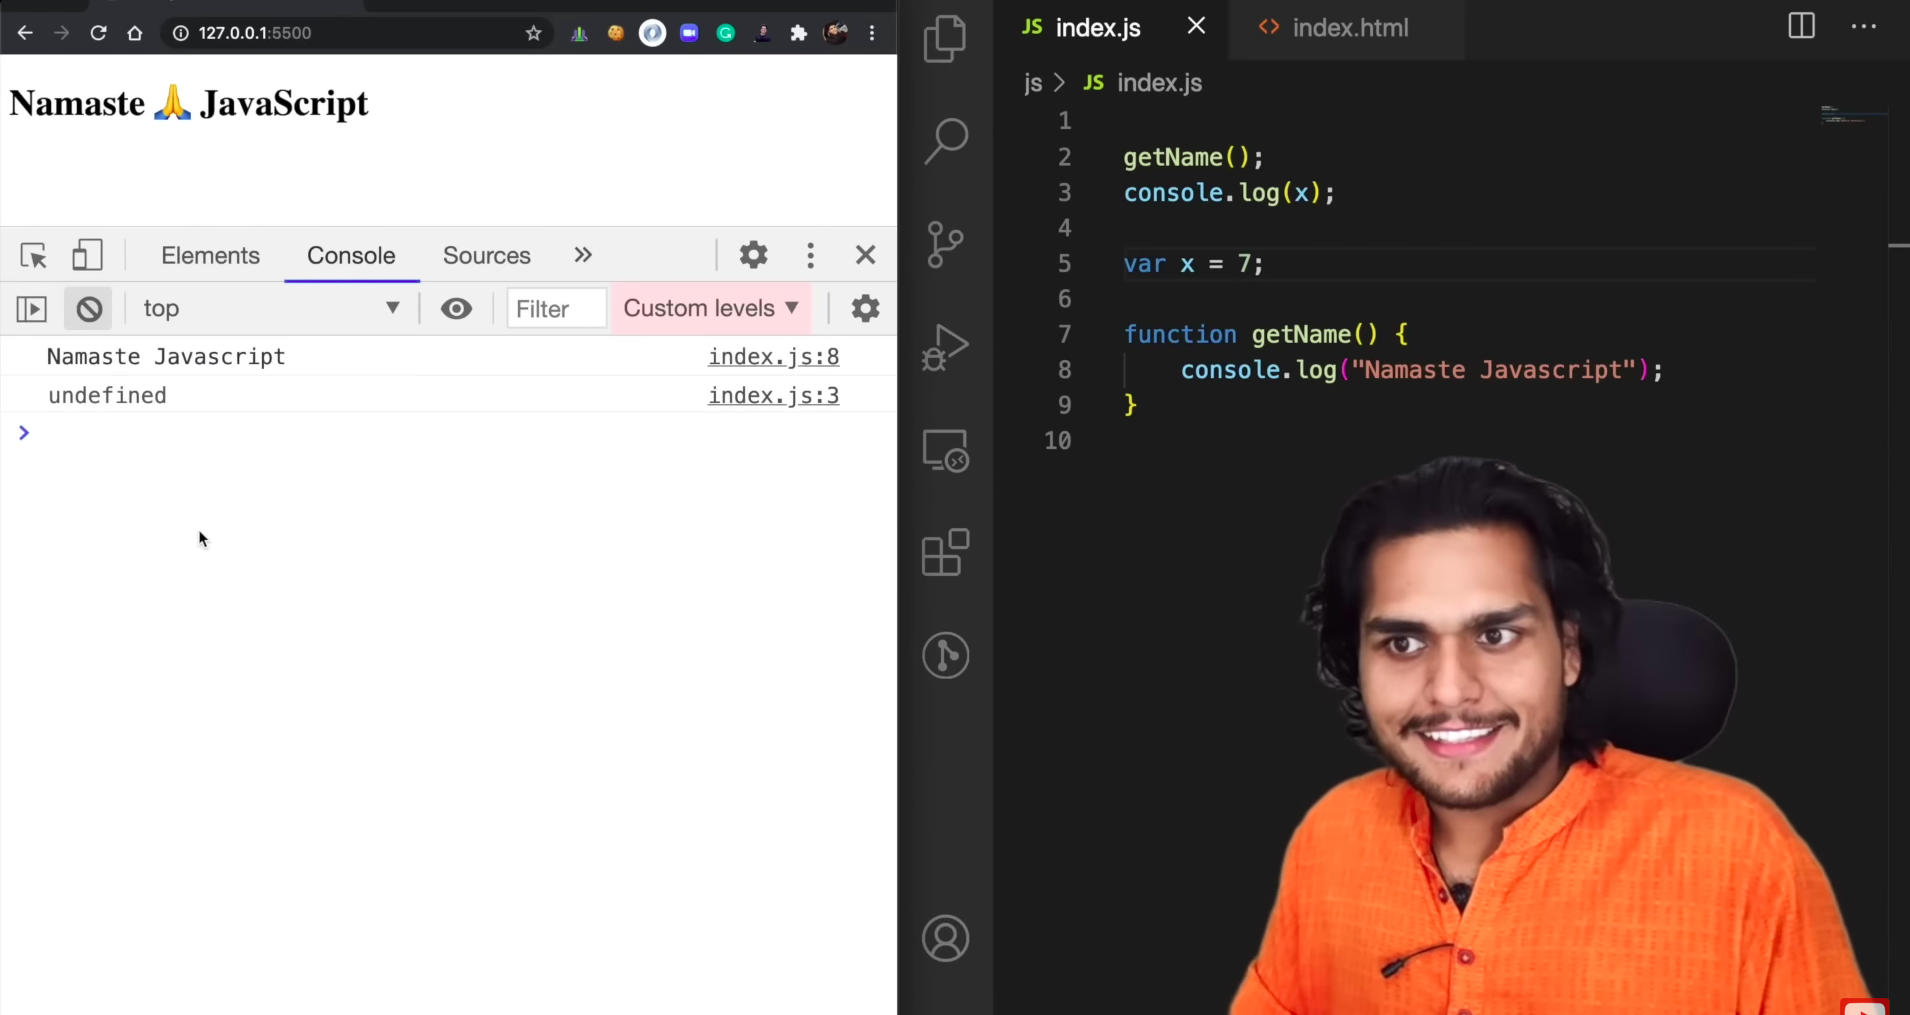 127.0.0.1:5500
Namaste 🙏 JavaScript
Elements Console Sources »
top Filter Custom levels
Namaste Javascript index.js:8
undefined index.js:3
>
JS index.js <> index.html
js > JS index.js
1
2 getName();
3 console.log(x);
4
5 var x = 7;
6
7 function getName() {
8 console.log("Namaste Javascript");
9 }
10